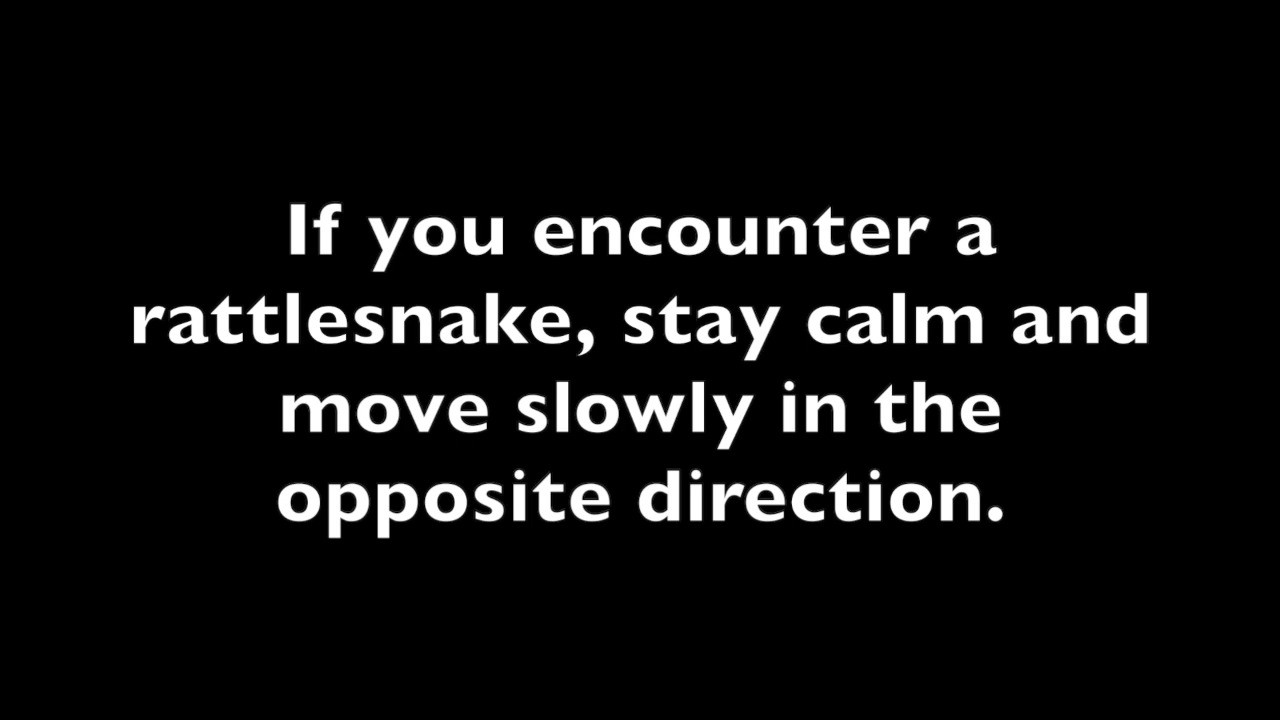 If you encounter a
rattlesnake, stay calm and
move slowly in the
opposite direction.